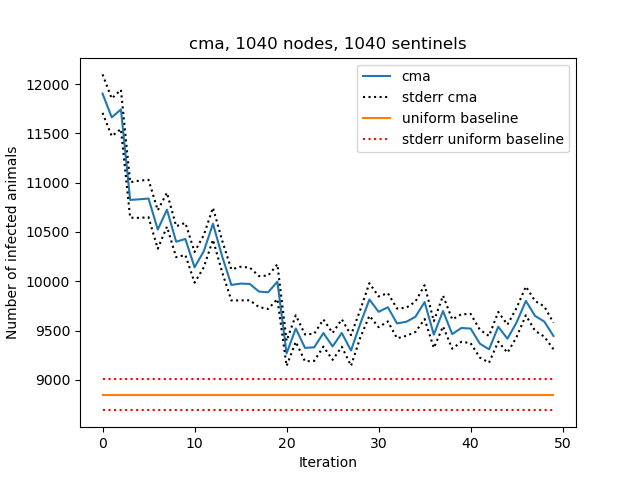 cma, 1040 nodes, 1040 sentinels
cma
stderr cma
uniform baseline
stderr uniform baseline
Number of infected animals
12000
11500
11000
10500
10000
9500
9000
0 10 20 30 40 50
Iteration